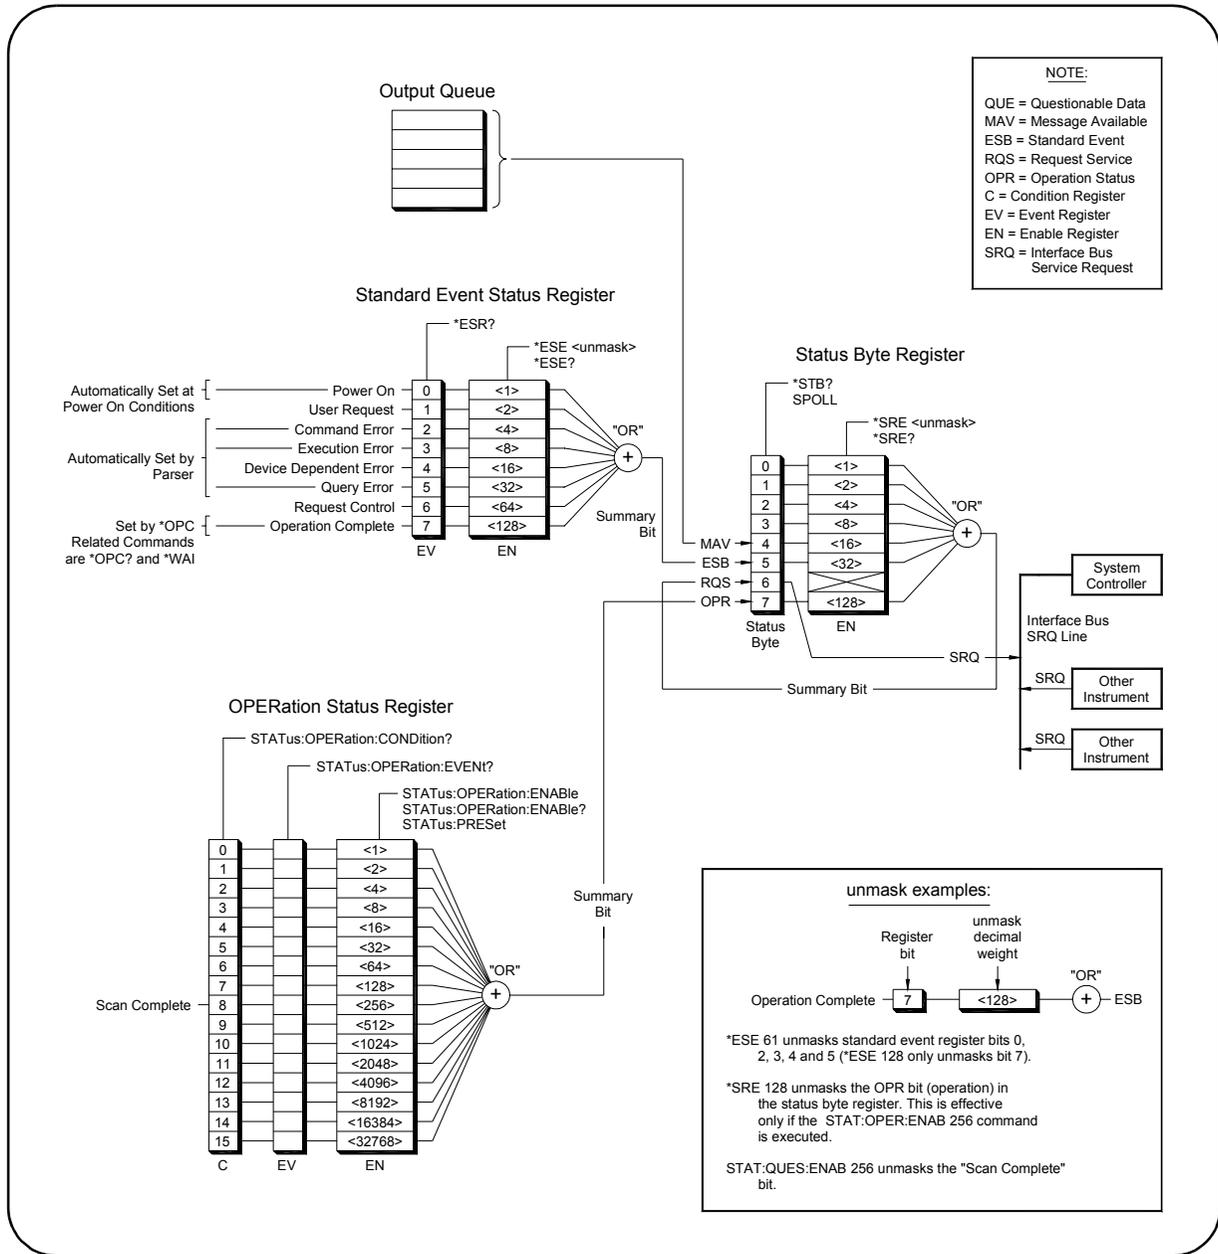 Output Queue
NOTE:
QUE = Questionable Data
MAV = Message Available
ESB = Standard Event
RQS = Request Service
OPR = Operation Status
C = Condition Register
EV = Event Register
EN = Enable Register
SRQ = Interface Bus
Service Request
Standard Event Status Register
*ESR?
*ESE <unmask>
*ESE?
Automatically Set at
Power On Conditions
Automatically Set by
Parser
Set by *OPC
Related Commands
are *OPC? and *WAI
Power On 0 <1>
User Request 1 <2>
Command Error 2 <4>
Execution Error 3 <8>
Device Dependent Error 4 <16>
Query Error 5 <32>
Request Control 6 <64>
Operation Complete 7 <128>
EV EN
"OR"
+
Summary
Bit
Status Byte Register
*STB?
SPOLL
*SRE <unmask>
*SRE?
0 <1>
1 <2>
2 <4>
3 <8>
MAV 4 <16>
ESB 5 <32>
RQS 6
OPR 7 <128>
Status
Byte
EN
"OR"
+
SRQ
Summary Bit
System
Controller
Interface Bus
SRQ Line
SRQ
Other
Instrument
SRQ
Other
Instrument
OPERation Status Register
STATus:OPERation:CONDition?
STATus:OPERation:EVENt?
STATus:OPERation:ENABle
STATus:OPERation:ENABle?
STATus:PRESet
0 <1>
1 <2>
2 <4>
3 <8>
4 <16>
5 <32>
6 <64>
7 <128>
Scan Complete 8 <256>
9 <512>
10 <1024>
11 <2048>
12 <4096>
13 <8192>
14 <16384>
15 <32768>
C EV EN
"OR"
+
Summary
Bit
unmask examples:
Register
bit
unmask
decimal
weight
Operation Complete 7 <128> + ESB
"OR"
*ESE 61 unmasks standard event register bits 0,
2, 3, 4 and 5 (*ESE 128 only unmasks bit 7).
*SRE 128 unmasks the OPR bit (operation) in
the status byte register. This is effective
only if the STAT:OPER:ENAB 256 command
is executed.
STAT:QUES:ENAB 256 unmasks the "Scan Complete"
bit.